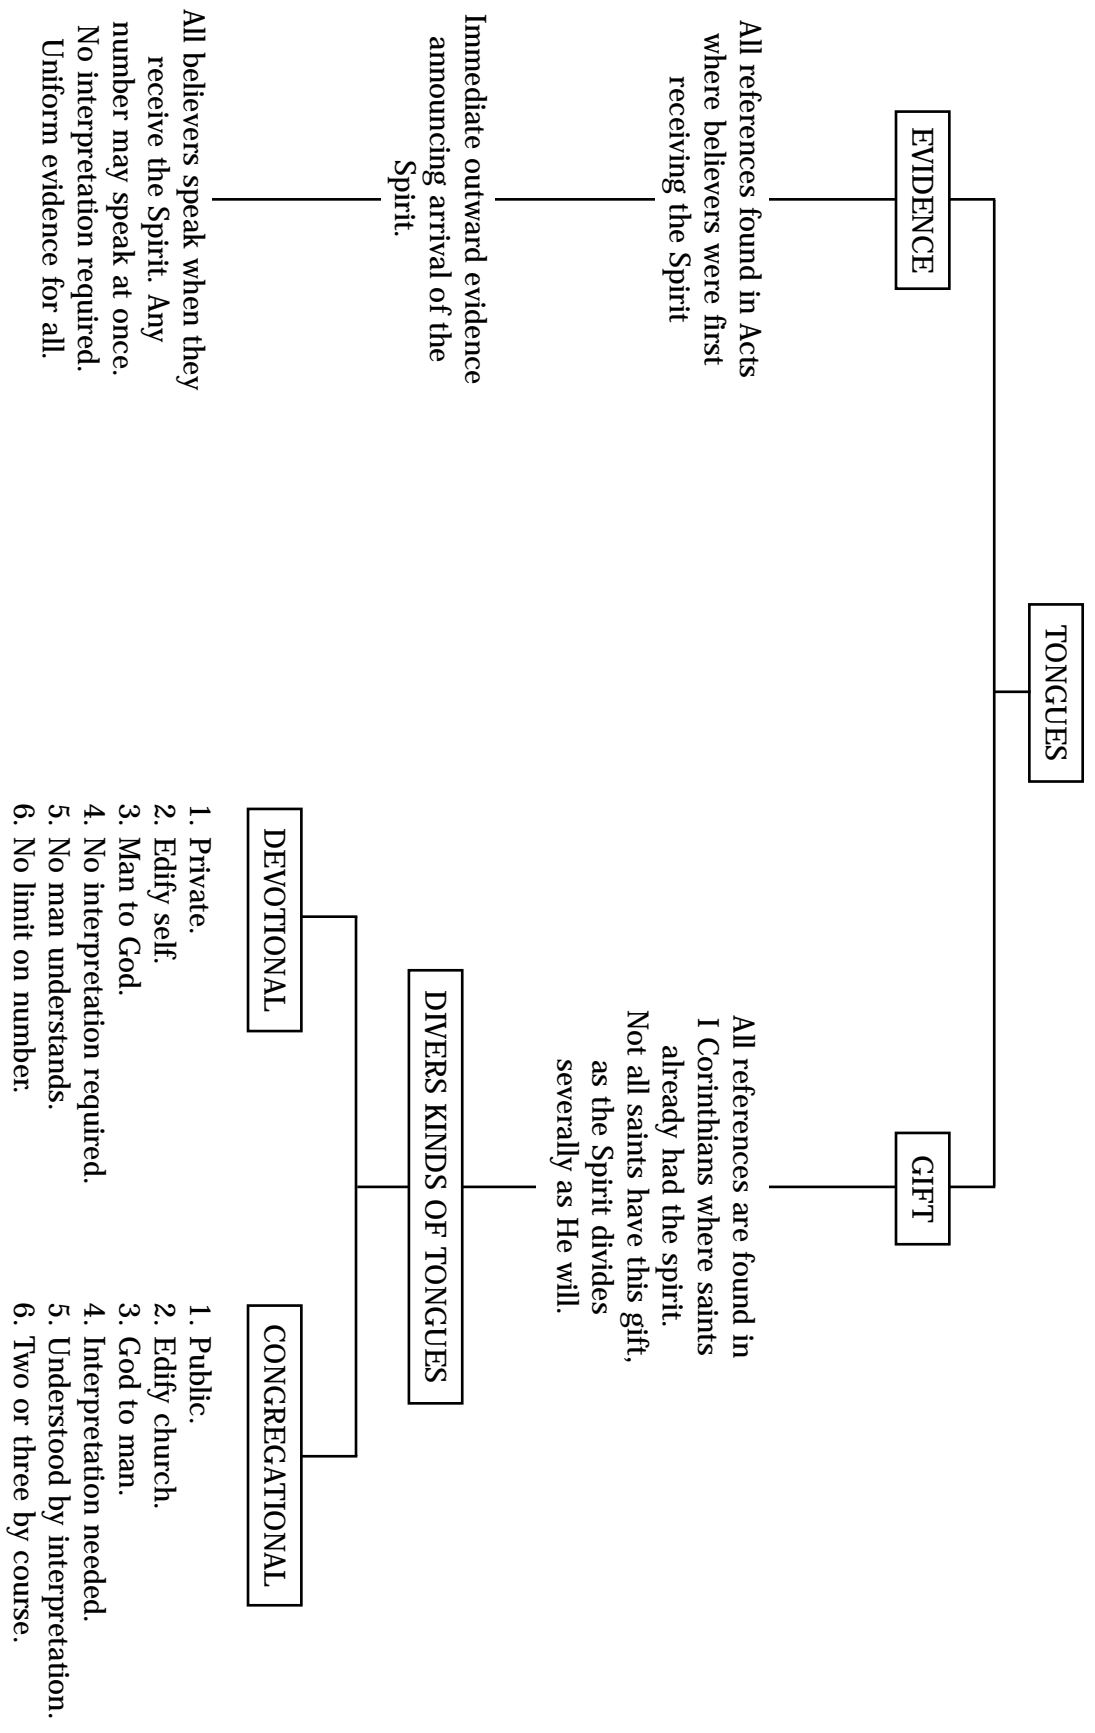 TONGUES
EVIDENCE
All references found in Acts
where believers were first
receiving the Spirit
Immediate outward evidence
announcing arrival of the
Spirit.
All believers speak when they
receive the Spirit. Any
number may speak at once.
No interpretation required.
Uniform evidence for all.
GIFT
All references are found in
I Corinthians where saints
already had the spirit.
Not all saints have this gift,
as the Spirit divides
severally as He will.
DIVERS KINDS OF TONGUES
DEVOTIONAL
1. Private.
2. Edify self.
3. Man to God.
4. No interpretation required.
5. No man understands.
6. No limit on number.
CONGREGATIONAL
1. Public.
2. Edify church.
3. God to man.
4. Interpretation needed.
5. Understood by interpretation.
6. Two or three by course.